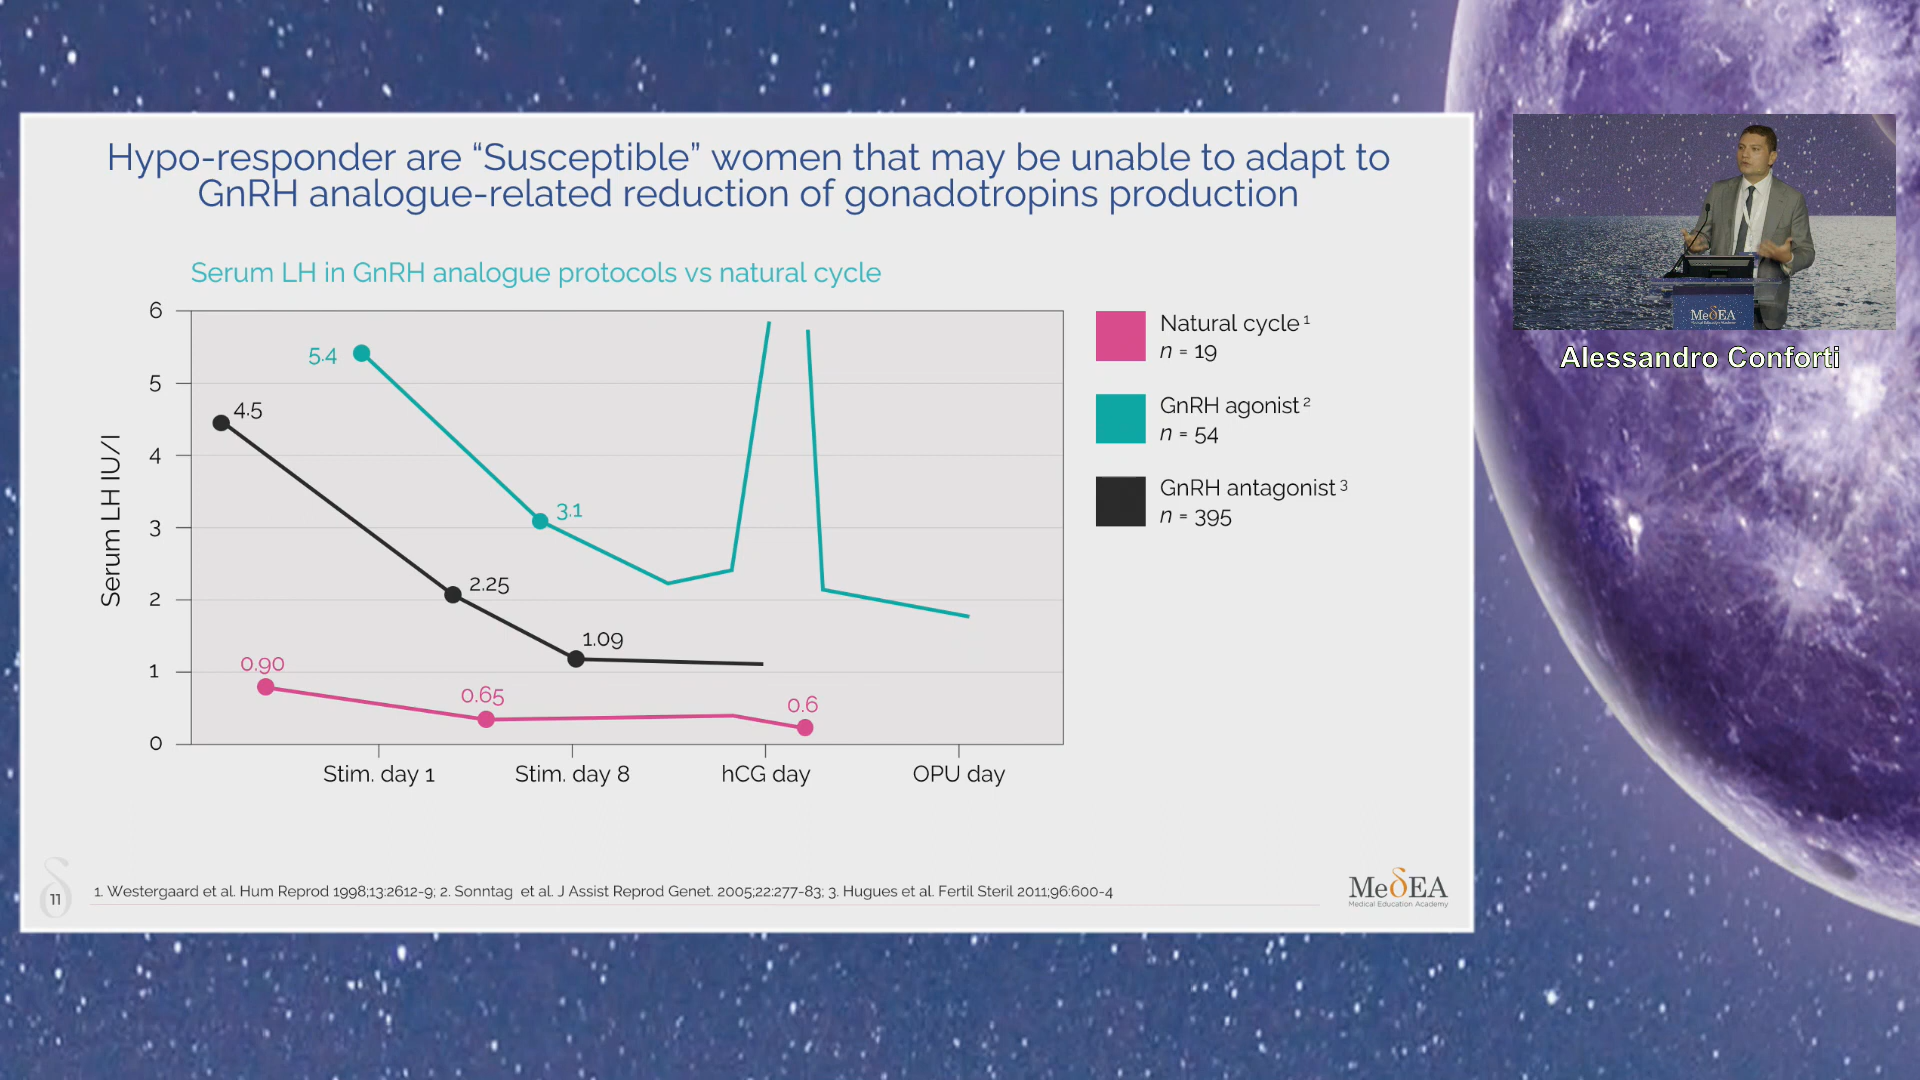 Hypo-responder are “Susceptible” women that may be unable to adapt to
GnRH analogue-related reduction of gonadotropins production
Serum LH in GnRH analogue protocols vs natural cycle
Serum LH IU/l
6
5
4
3
2
1
0
5.4
4.5
3.1
2.25
1.09
0.90
0.65
0.6
Stim. day 1
Stim. day 8
hCG day
OPU day
Natural cycle 1
n = 19
GnRH agonist 2
n = 54
GnRH antagonist 3
n = 395
MeδEA
Medical Education Academy
Alessandro Conforti
δ
11
1. Westergaard et al. Hum Reprod 1998;13:2612-9; 2. Sonntag et al. J Assist Reprod Genet. 2005;22:277-83; 3. Hugues et al. Fertil Steril 2011;96:600-4
MeδEA
Medical Education Academy